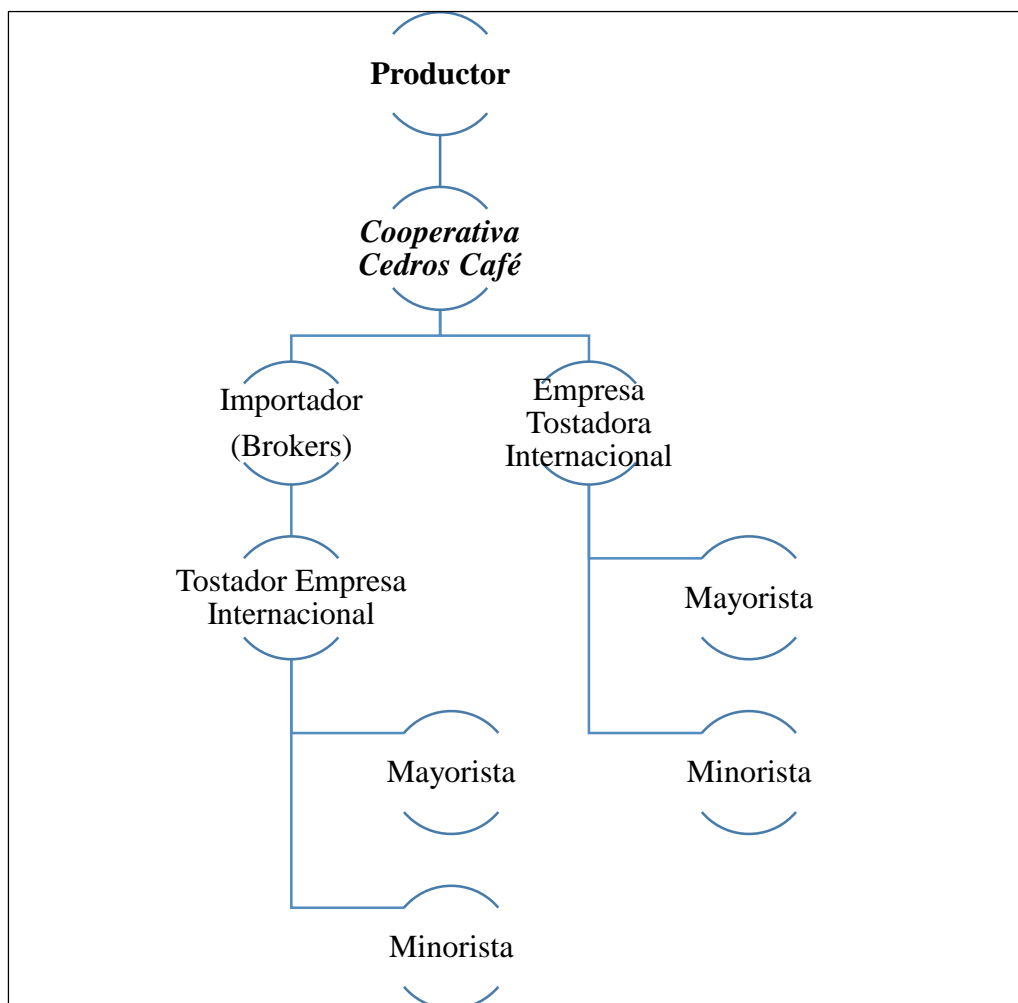 Productor
Cooperativa
Cedros Café
Importador
(Brokers)
Empresa
Tostadora
Internacional
Tostador Empresa
Internacional
Mayorista
Mayorista
Minorista
Minorista